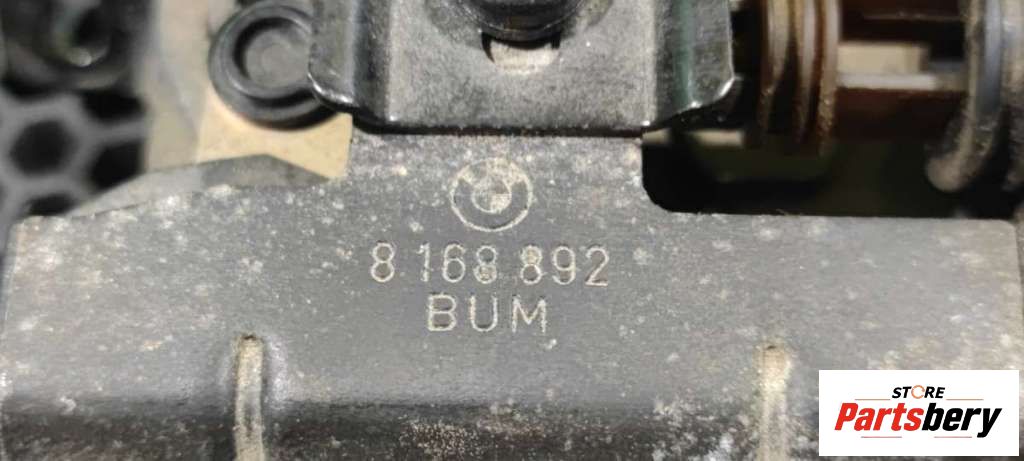 8 168 892
BUM
STORE
Partsbery